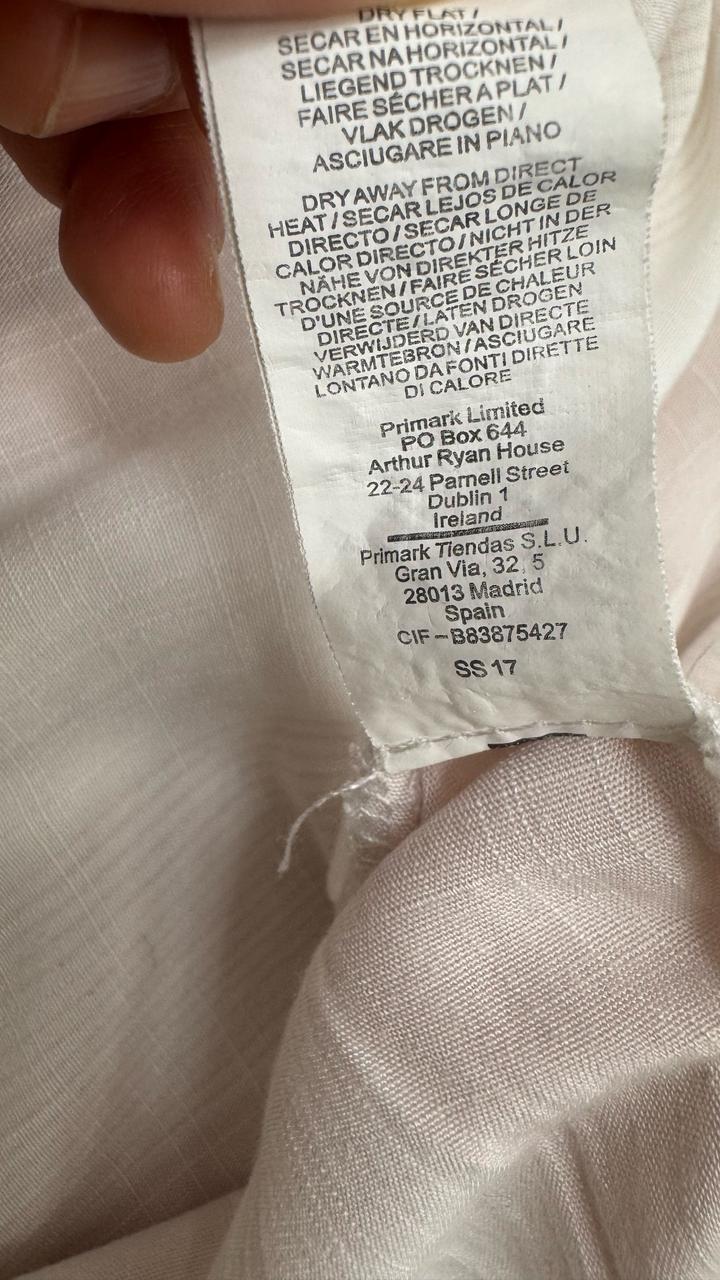 DRY FLAT /
SECAR EN HORIZONTAL /
SECAR NA HORIZONTAL /
LIEGEND TROCKNEN /
FAIRE SÉCHER A PLAT /
VLAK DROGEN /
ASCIUGARE IN PIANO
DRY AWAY FROM DIRECT
HEAT / SECAR LEJOS DE CALOR
DIRECTO / SECAR LONGE DE
CALOR DIRECTO / NICHT IN DER
NÄHE VON DIREKTER HITZE
TROCKNEN / FAIRE SÉCHER LOIN
D'UNE SOURCE DE CHALEUR
DIRECTE / LATEN DROGEN
VERWIJDERD VAN DIRECTE
WARMTEBRON / ASCIUGARE
LONTANO DA FONTI DIRETTE
DI CALORE
Primark Limited
PO Box 644
Arthur Ryan House
22-24 Parnell Street
Dublin 1
Ireland
Primark Tiendas S.L.U.
Gran Via, 32, 5
28013 Madrid
Spain
CIF-B83875427
SS 17